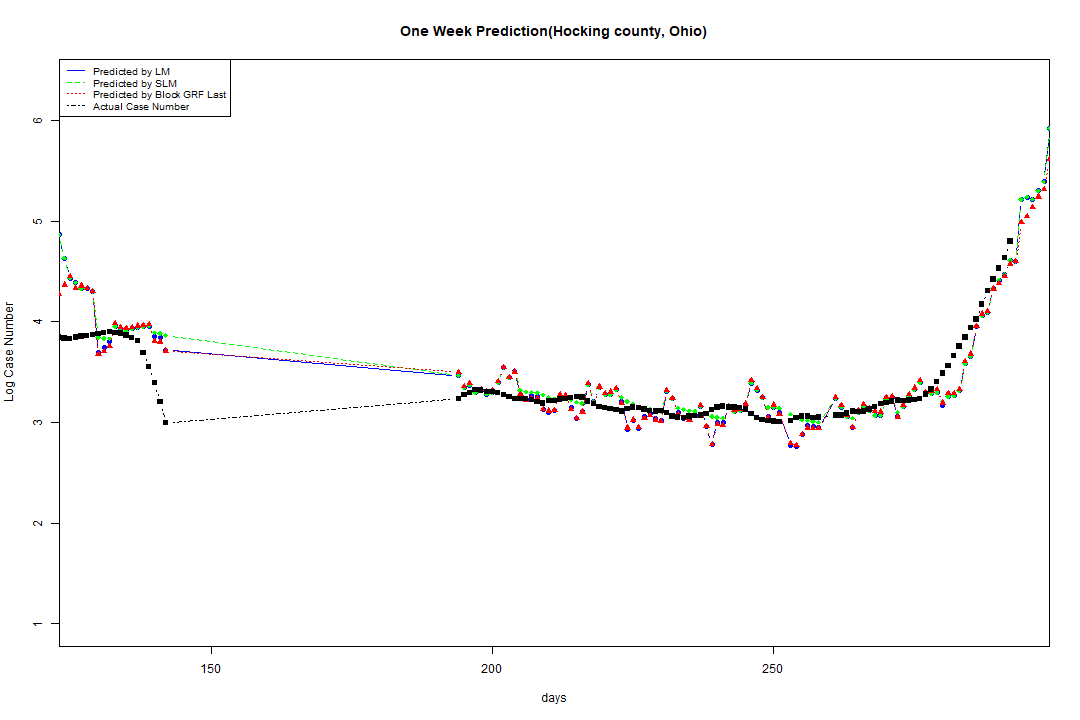 One Week Prediction(Hocking county, Ohio)
Predicted by LM
Predicted by SLM
Predicted by Block GRF Last
Actual Case Number
6
5
4
3
2
1
Log Case Number
150
200
250
days